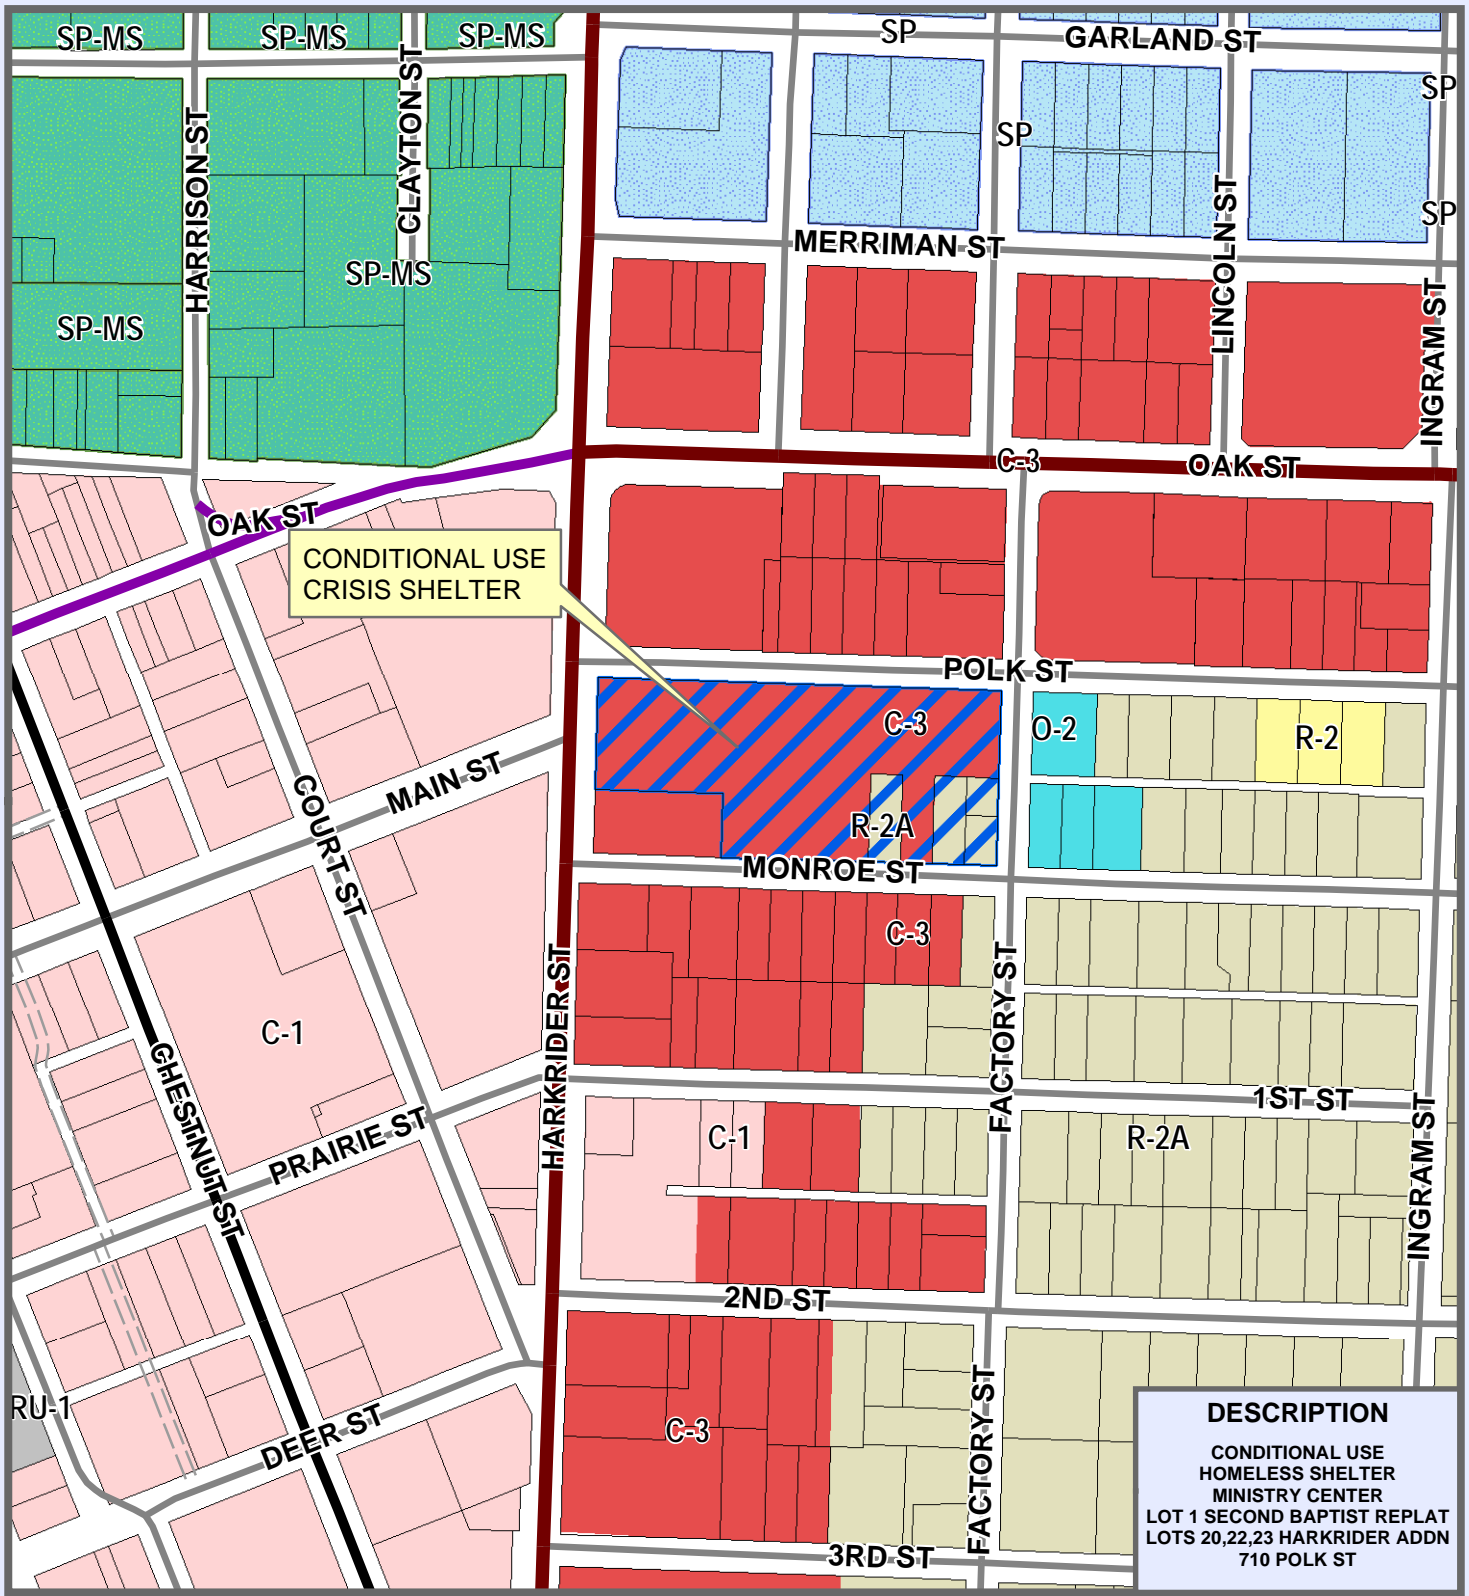 SP-MS
SP-MS
SP-MS
SP
GARLAND ST
SP
HARRISON ST
CLAYTON ST
SP
LINCOLN ST
SP
MERRIMAN ST
SP-MS
SP-MS
INGRAM ST
C-3
OAK ST
OAK ST
CONDITIONAL USE
CRISIS SHELTER
POLK ST
C-3
O-2
R-2
MAIN ST
COURT ST
R-2A
MONROE ST
C-3
HARKRIDER ST
FACTORY ST
C-1
CHESTNUT ST
1ST ST
PRAIRIE ST
C-1
R-2A
INGRAM ST
2ND ST
RU-1
DEER ST
C-3
FACTORY ST
3RD ST
DESCRIPTION
CONDITIONAL USE
HOMELESS SHELTER
MINISTRY CENTER
LOT 1 SECOND BAPTIST REPLAT
LOTS 20,22,23 HARKRIDER ADDN
710 POLK ST